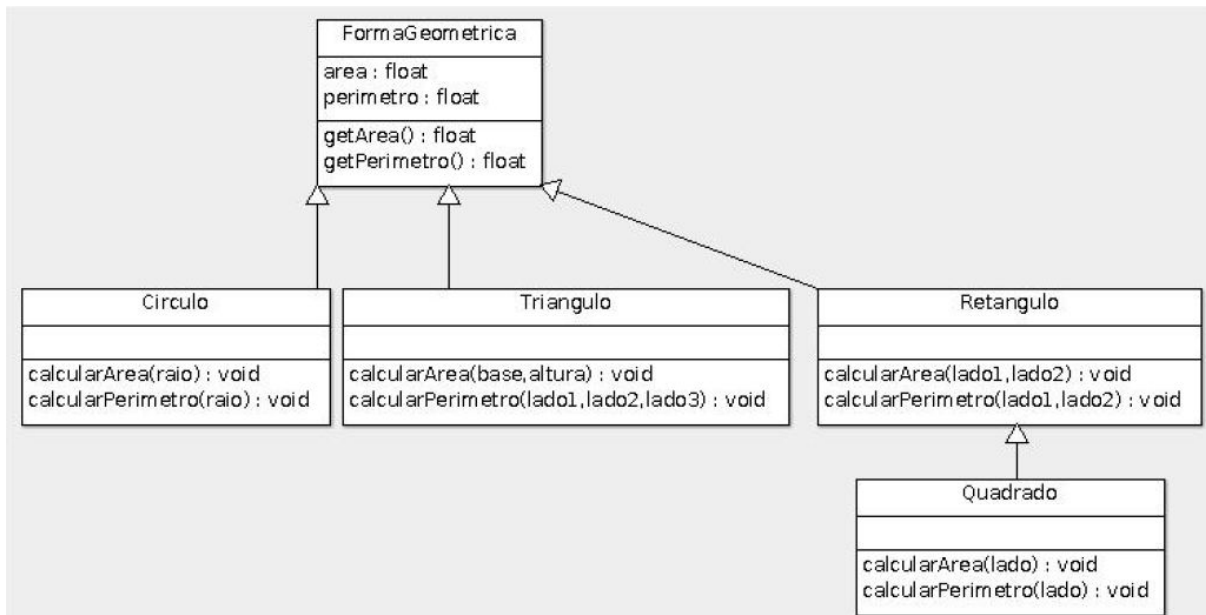 FormaGeometrica
area : float
perimetro : float
getArea() : float
getPerimetro() : float
Circulo
calcularArea(raio) : void
calcularPerimetro(raio) : void
Triangulo
calcularArea(base,altura) : void
calcularPerimetro(lado1,lado2,lado3) : void
Retangulo
calcularArea(lado1,lado2) : void
calcularPerimetro(lado1,lado2) : void
Quadrado
calcularArea(lado) : void
calcularPerimetro(lado) : void